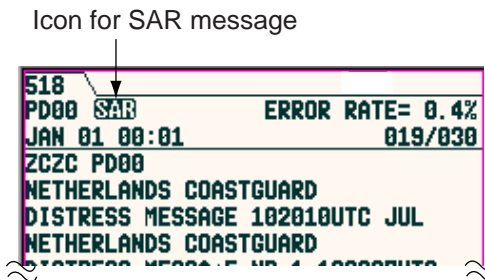 Icon for SAR message
518
PD00 SAR ERROR RATE= 0.4%
JAN 01 00:01 019/030
ZCZC PD00
NETHERLANDS COASTGUARD
DISTRESS MESSAGE 102010UTC JUL
NETHERLANDS COASTGUARD